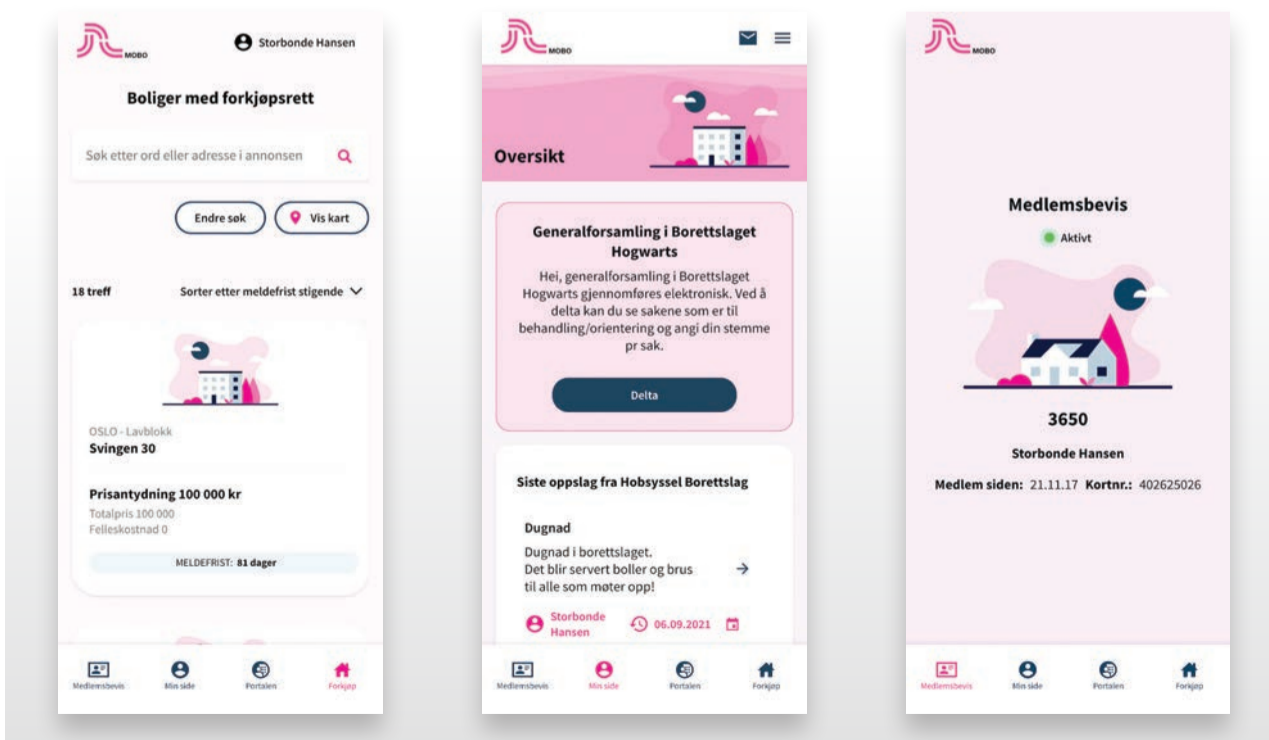 MOBO
Storbonde Hansen
Boliger med forkjøpsrett
Søk etter ord eller adresse i annonsen
Endre søk
Vis kart
18 treff
Sorter etter meldefrist stigende
OSLO - Lavblokk
Svingen 30
Prisantydning 100 000 kr
Totalpris 100 000
Felleskostnad 0
MELDEFRIST: 81 dager
Medlemsbevis
Min side
Portalen
Forkjøp
MOBO
Oversikt
Generalforsamling i Borettslaget
Hogwarts
Hei, generalforsamling i Borettslaget
Hogwarts gjennomføres elektronisk. Ved å
delta kan du se sakene som er til
behandling/orientering og angi din stemme
pr sak.
Delta
Siste oppslag fra Hobsyssel Borettslag
Dugnad
Dugnad i borettslaget.
Det blir servert boller og brus
til alle som møter opp!
Storbonde
Hansen
06.09.2021
Medlemsbevis
Min side
Portalen
Forkjøp
MOBO
Medlemsbevis
Aktivt
3650
Storbonde Hansen
Medlem siden: 21.11.17 Kortnr.: 402625026
Medlemsbevis
Min side
Portalen
Forkjøp